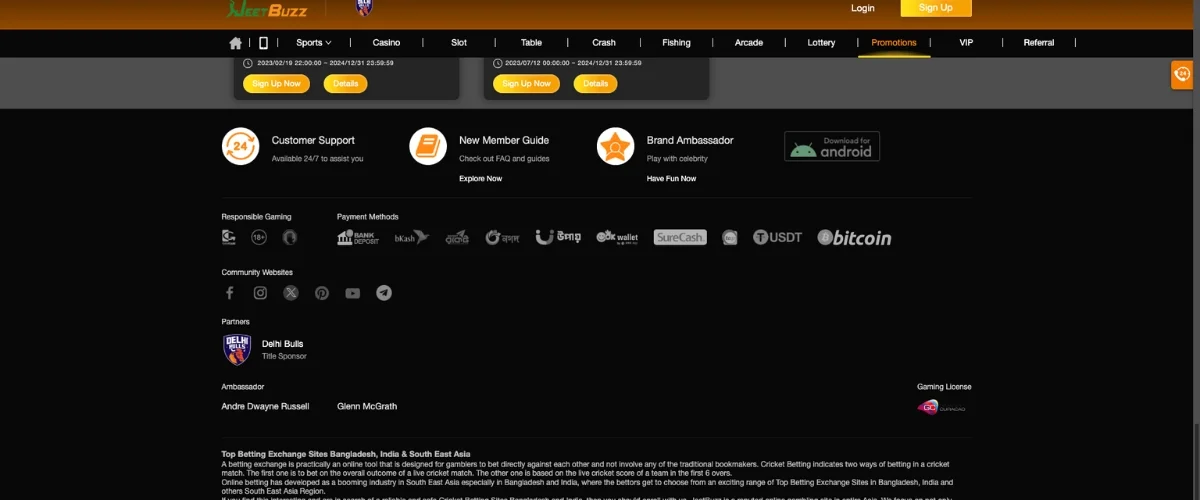 JEETBUZZ
Login
Sign Up
Sports
Casino
Slot
Table
Crash
Fishing
Arcade
Lottery
Promotions
VIP
Referral
24
2023/02/19 22:00:00 ~ 2024/12/31 23:59:59
2023/07/12 00:00:00 ~ 2024/12/31 23:59:59
Sign Up Now
Details
Sign Up Now
Details
24
Customer Support
Available 24/7 to assist you
New Member Guide
Check out FAQ and guides
Explore Now
Brand Ambassador
Play with celebrity
Have Fun Now
Download for
android
Responsible Gaming
Payment Methods
18+
BANK
DEPOSIT
bKash
নগদ
উপায়
OK wallet
SureCash
USDT
bitcoin
Community Websites
Partners
DELHI
BULLS
Delhi Bulls
Title Sponsor
Ambassador
Gaming License
Andre Dwayne Russell
Glenn McGrath
GC
CURACAO
Top Betting Exchange Sites Bangladesh, India & South East Asia
A betting exchange is practically an online tool that is designed for gamblers to bet directly against each other and not involve any of the traditional bookmakers. Cricket Betting indicates two ways of betting in a cricket
match. The first one is to bet on the overall outcome of a live cricket match. The other one is based on the live cricket score of a team in the first 6 overs.
Online betting has developed as a booming industry in South East Asia especially in Bangladesh and India, where the bettors get to choose from an exciting range of Top Betting Exchange Sites in Bangladesh, India and
others South East Asia Region.